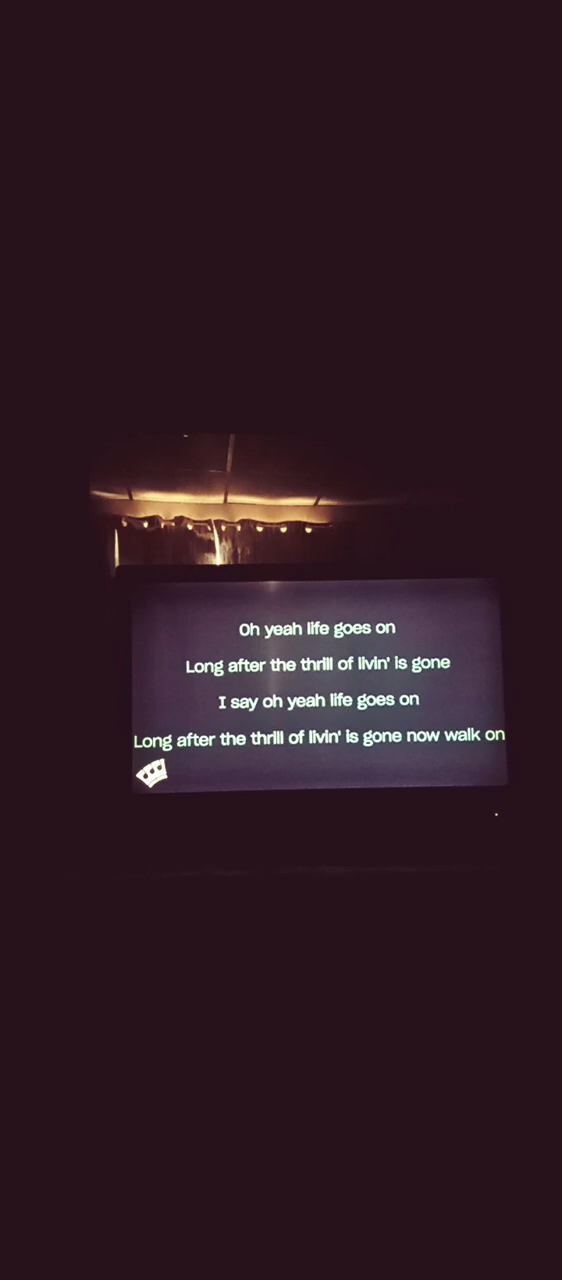 Oh yeah life goes on
Long after the thrill of livin' is gone
I say oh yeah life goes on
Long after the thrill of livin' is gone now walk on